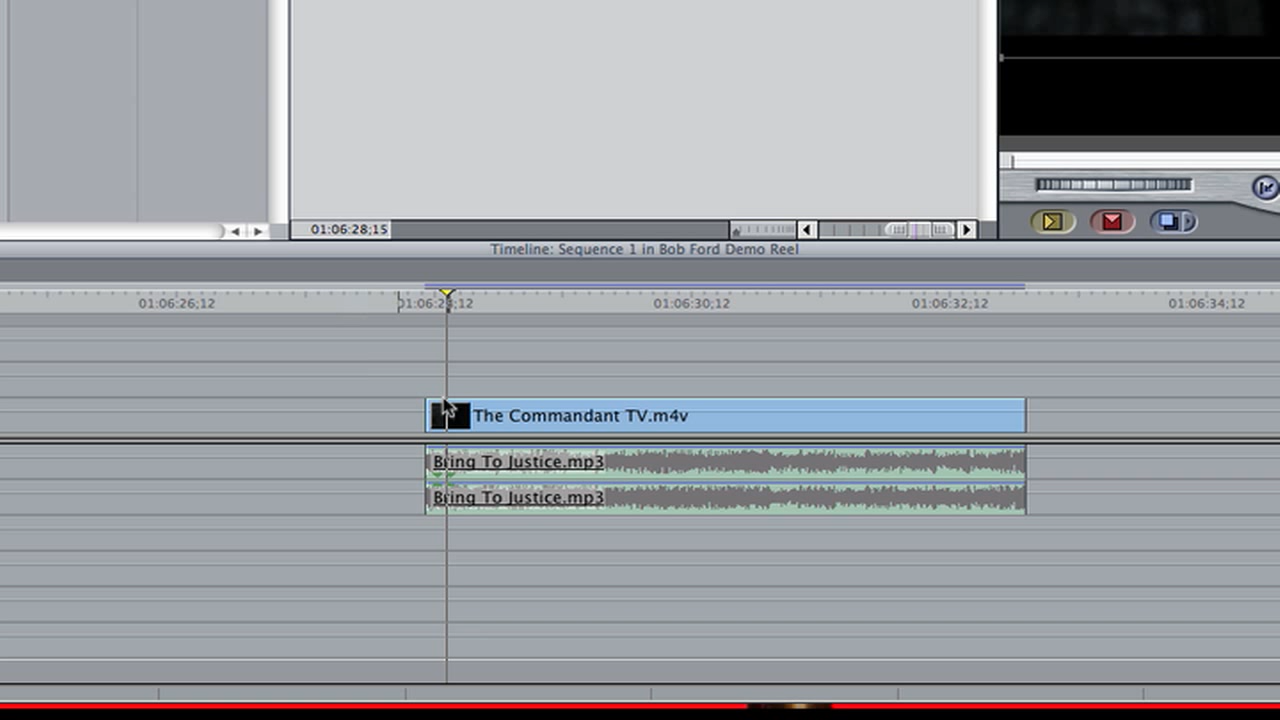 01:06:28;15
Timeline: Sequence 1 in Bob Ford Demo Reel
01:06:26;12 01:06:28;12 01:06:30;12 01:06:32;12 01:06:34;12
The Commandant TV.m4v
Bring To Justice.mp3
Bring To Justice.mp3